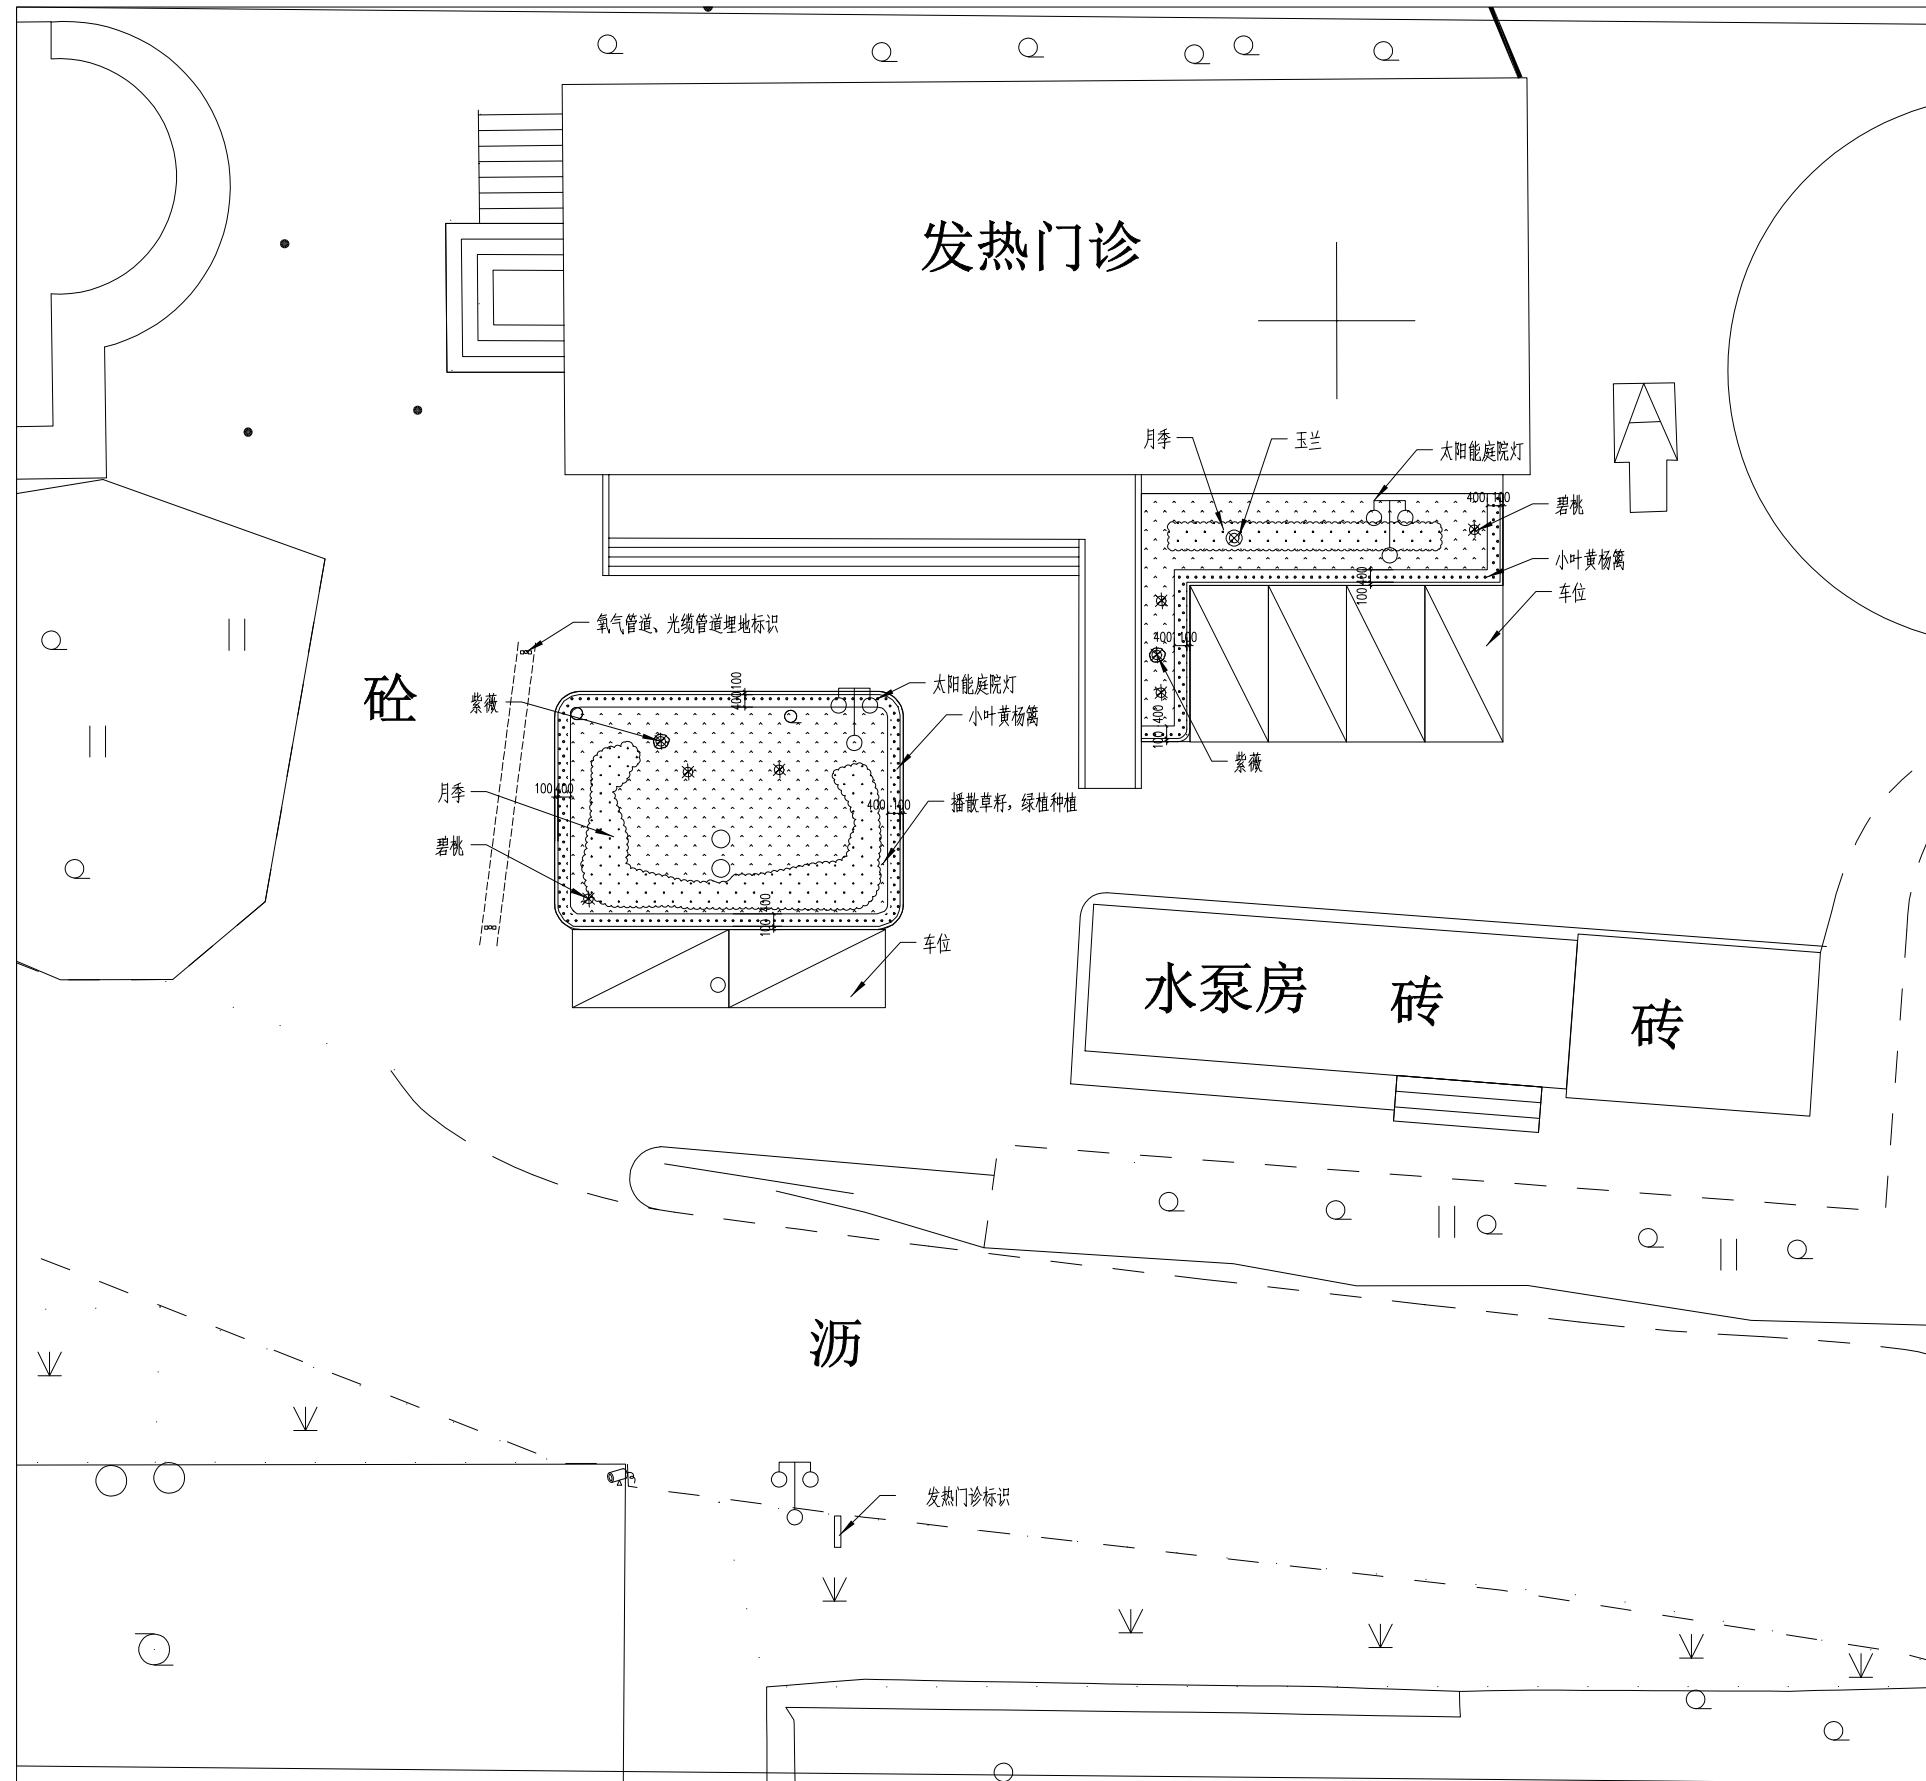 发热门诊
月季
玉兰
太阳能庭院灯
400 100
碧桃
小叶黄杨篱
100 400
车位
氧气管道、光缆管道埋地标识
400 100
砼
紫薇
400 100
太阳能庭院灯
小叶黄杨篱
100 400
紫薇
月季
100 400
400 100
播散草籽，绿植种植
碧桃
100 400
车位
水泵房
砖
砖
沥
发热门诊标识